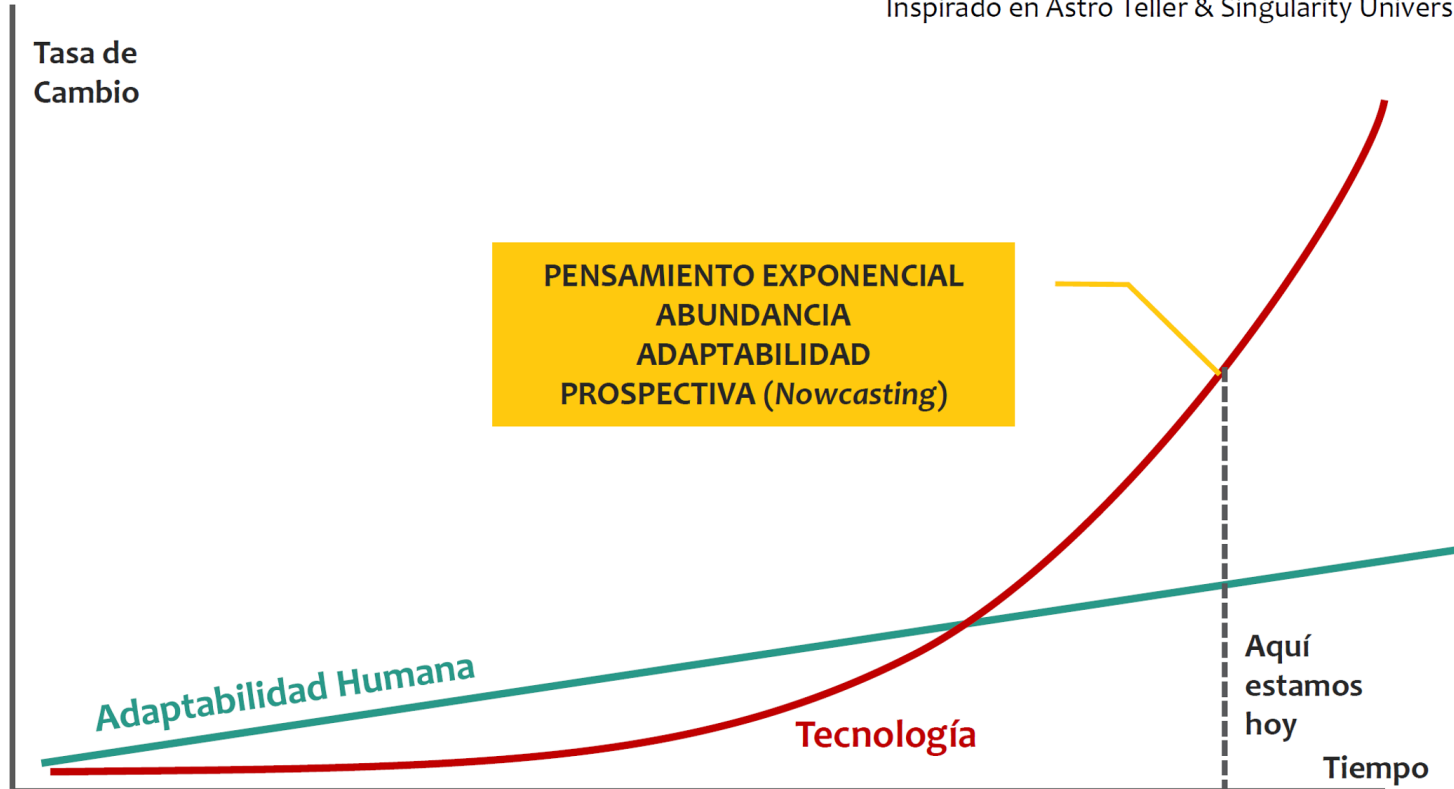 Inspirado en Astro Teller & Singularity Univers
Tasa de
Cambio
PENSAMIENTO EXPONENCIAL
ABUNDANCIA
ADAPTABILIDAD
PROSPECTIVA (Nowcasting)
Adaptabilidad Humana
Tecnología
Aquí
estamos
hoy
Tiempo